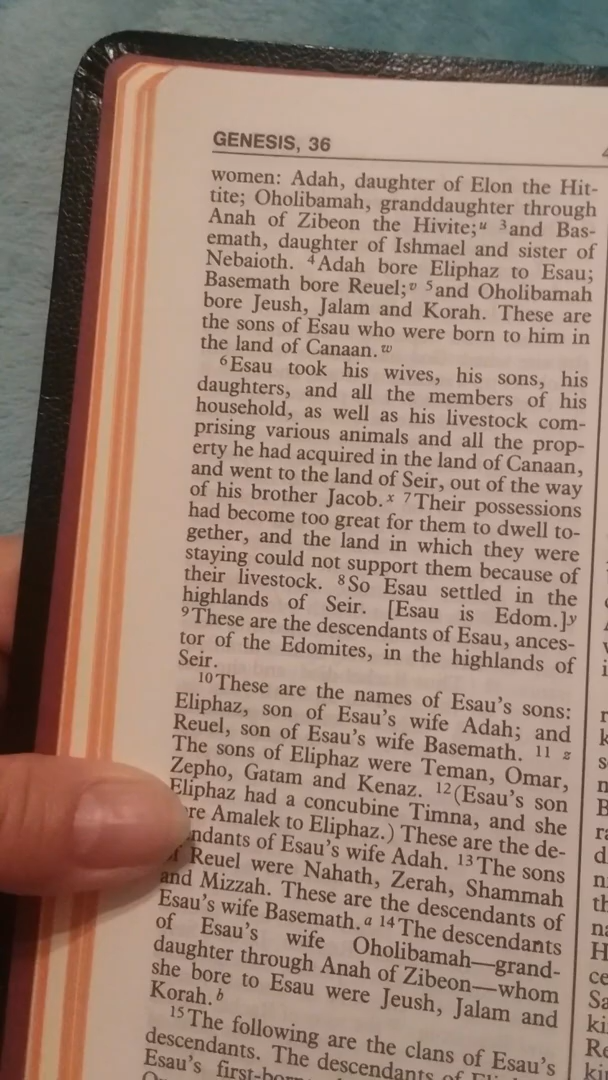 GENESIS, 36
women: Adah, daughter of Elon the Hit-
tite; Oholibamah, granddaughter through
Anah of Zibeon the Hivite;u 3and Bas-
emath, daughter of Ishmael and sister of
Nebaioth. 4Adah bore Eliphaz to Esau;
Basemath bore Reuel;v 5and Oholibamah
bore Jeush, Jalam and Korah. These are
the sons of Esau who were born to him in
the land of Canaan.w
6Esau took his wives, his sons, his
daughters, and all the members of his
household, as well as his livestock com-
prising various animals and all the prop-
erty he had acquired in the land of Canaan,
and went to the land of Seir, out of the way
of his brother Jacob.x 7Their possessions
had become too great for them to dwell to-
gether, and the land in which they were
staying could not support them because of
their livestock. 8So Esau settled in the
highlands of Seir. [Esau is Edom.]y
9These are the descendants of Esau, ances-
tor of the Edomites, in the highlands of
Seir.
10These are the names of Esau's sons:
Eliphaz, son of Esau's wife Adah; and
Reuel, son of Esau's wife Basemath. 11 z
The sons of Eliphaz were Teman, Omar,
Zepho, Gatam and Kenaz. 12(Esau's son
Eliphaz had a concubine Timna, and she
re Amalek to Eliphaz.) These are the de-
ndants of Esau's wife Adah. 13The sons
Reuel were Nahath, Zerah, Shammah
and Mizzah. These are the descendants of
Esau's wife Basemath.a 14The descendants
of Esau's wife Oholibamah—grand-
daughter through Anah of Zibeon—whom
she bore to Esau were Jeush, Jalam and
Korah.b
15The following are the clans of Esau's
descendants. The descendants of
Esau's